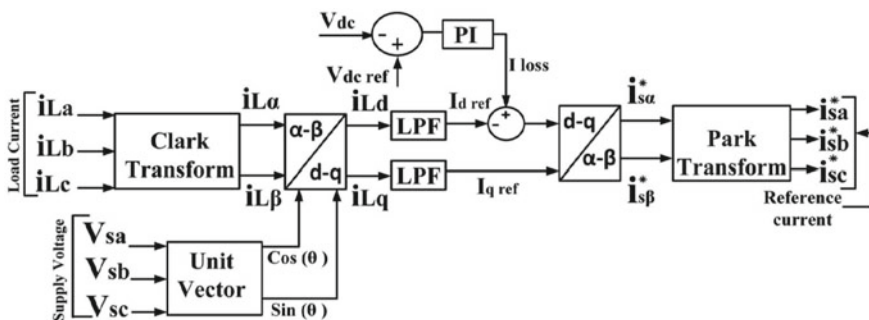 Vdc
-
+
PI
Vdc ref
I loss
Load Current
iLa
iLb
iLc
Clark
Transform
iLα
iLβ
α-β
d-q
iLd
iLq
LPF
LPF
Id ref
Iq ref
-
+
d-q
α-β
i*sα
i*sβ
Park
Transform
i*sa
i*sb
i*sc
Reference
current
Supply Voltage
Vsa
Vsb
Vsc
Unit
Vector
Cos (θ )
Sin (θ )